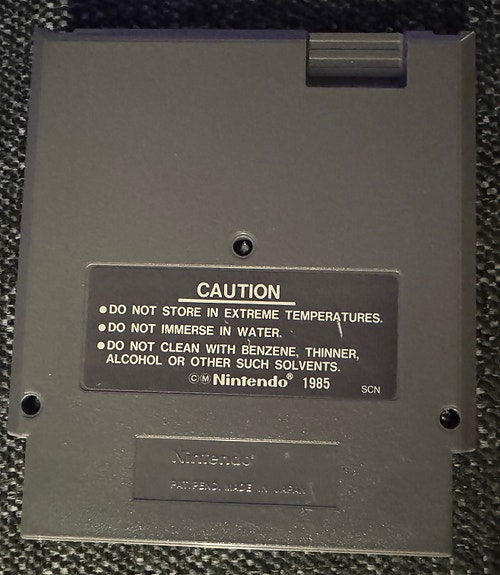 CAUTION
●DO NOT STORE IN EXTREME TEMPERATURES.
●DO NOT IMMERSE IN WATER.
●DO NOT CLEAN WITH BENZENE, THINNER,
ALCOHOL OR OTHER SUCH SOLVENTS.
ⒸⓂNintendo® 1985
SCN
Nintendo®
PAT. PEND. MADE IN JAPAN